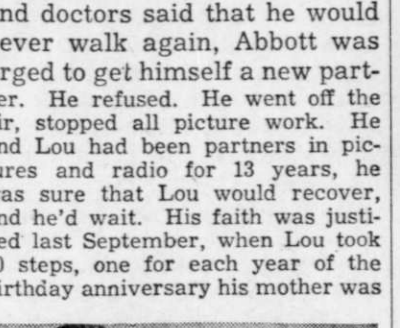 nd doctors said that he would
ever walk again, Abbott was
rged to get himself a new part-
er. He refused. He went off the
ir, stopped all picture work. He
nd Lou had been partners in pic-
ures and radio for 13 years, he
as sure that Lou would recover,
nd he'd wait. His faith was justi-
ed last September, when Lou took
0 steps, one for each year of the
irthday anniversary his mother was